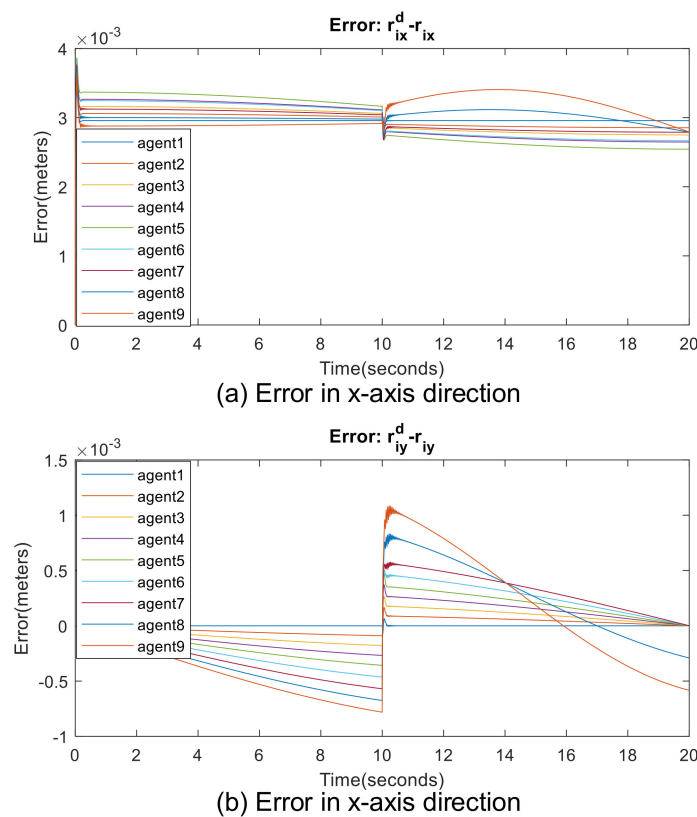 Error: r_ix^d-r_ix
×10^-3
4
3
2
1
0
Error(meters)
agent1
agent2
agent3
agent4
agent5
agent6
agent7
agent8
agent9
0 2 4 6 8 10 12 14 16 18 20
Time(seconds)
(a) Error in x-axis direction
Error: r_iy^d-r_iy
×10^-3
1.5
1
0.5
0
-0.5
-1
Error(meters)
agent1
agent2
agent3
agent4
agent5
agent6
agent7
agent8
agent9
0 2 4 6 8 10 12 14 16 18 20
Time(seconds)
(b) Error in x-axis direction